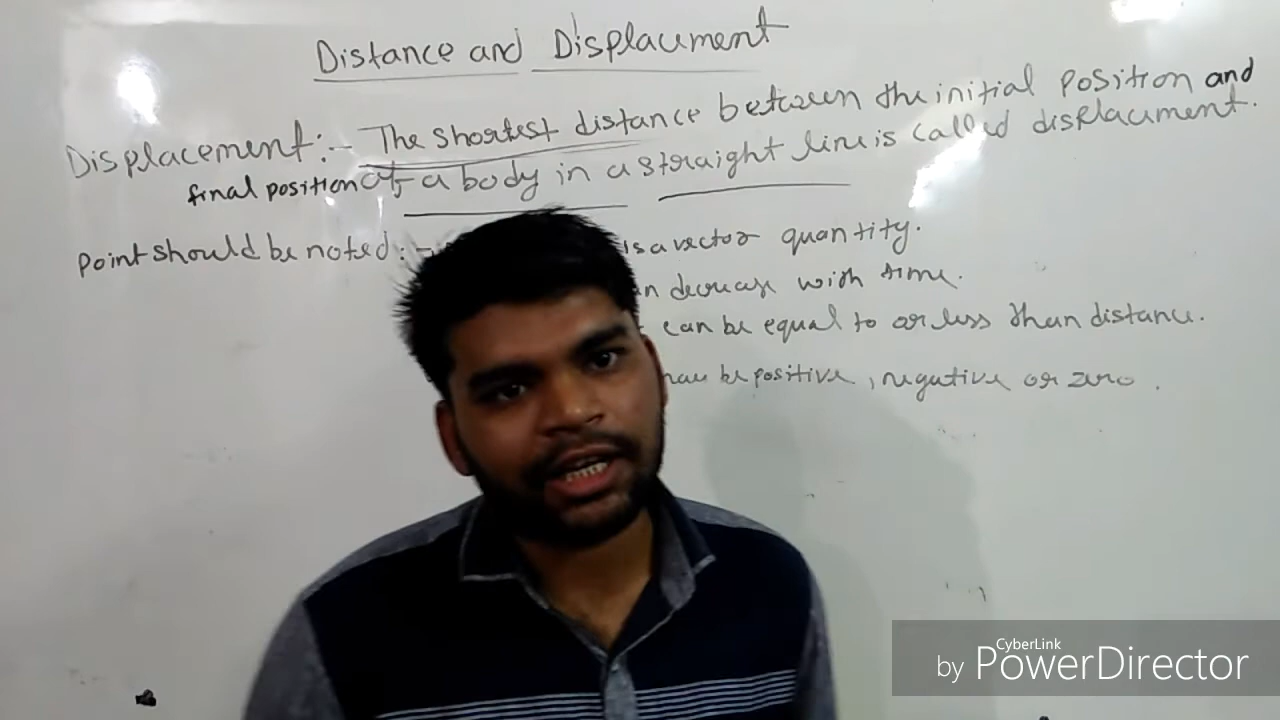 Distance and Displacement
Displacement:- The shortest distance between the initial position and
final position of a body in a straight line is called displacement.
Point should be noted:- is a vector quantity.
decrease with time.
can be equal to or less than distance.
be positive, negative or zero.
CyberLink
by PowerDirector